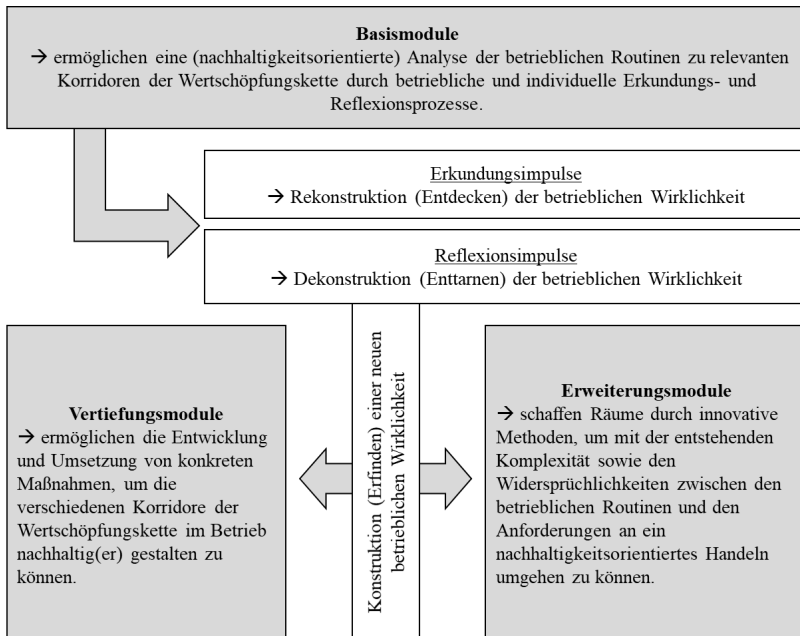 Basismodule
→ ermöglichen eine (nachhaltigkeitsorientierte) Analyse der betrieblichen Routinen zu relevanten
Korridoren der Wertschöpfungskette durch betriebliche und individuelle Erkundungs- und
Reflexionsprozesse.
Erkundungsimpulse
→ Rekonstruktion (Entdecken) der betrieblichen Wirklichkeit
Reflexionsimpulse
→ Dekonstruktion (Enttarnen) der betrieblichen Wirklichkeit
Vertiefungsmodule
→ ermöglichen die Entwicklung
und Umsetzung von konkreten
Maßnahmen, um die
verschiedenen Korridore der
Wertschöpfungskette im Betrieb
nachhaltig(er) gestalten zu
können.
Konstruktion (Erfinden) einer neuen
betrieblichen Wirklichkeit
Erweiterungsmodule
→ schaffen Räume durch innovative
Methoden, um mit der entstehenden
Komplexität sowie den
Widersprüchlichkeiten zwischen den
betrieblichen Routinen und den
Anforderungen an ein
nachhaltigkeitsorientiertes Handeln
umgehen zu können.